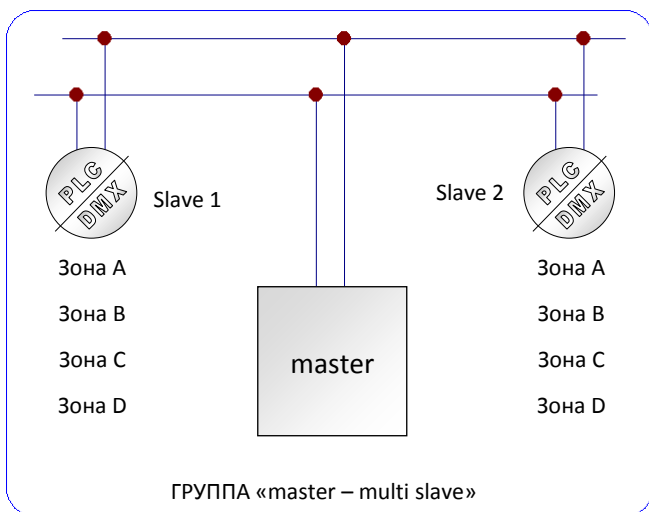 PLC
DMX
Slave 1
Slave 2
PLC
DMX
Зона A
Зона B
Зона C
Зона D
master
Зона A
Зона B
Зона C
Зона D
ГРУППА «master – multi slave»